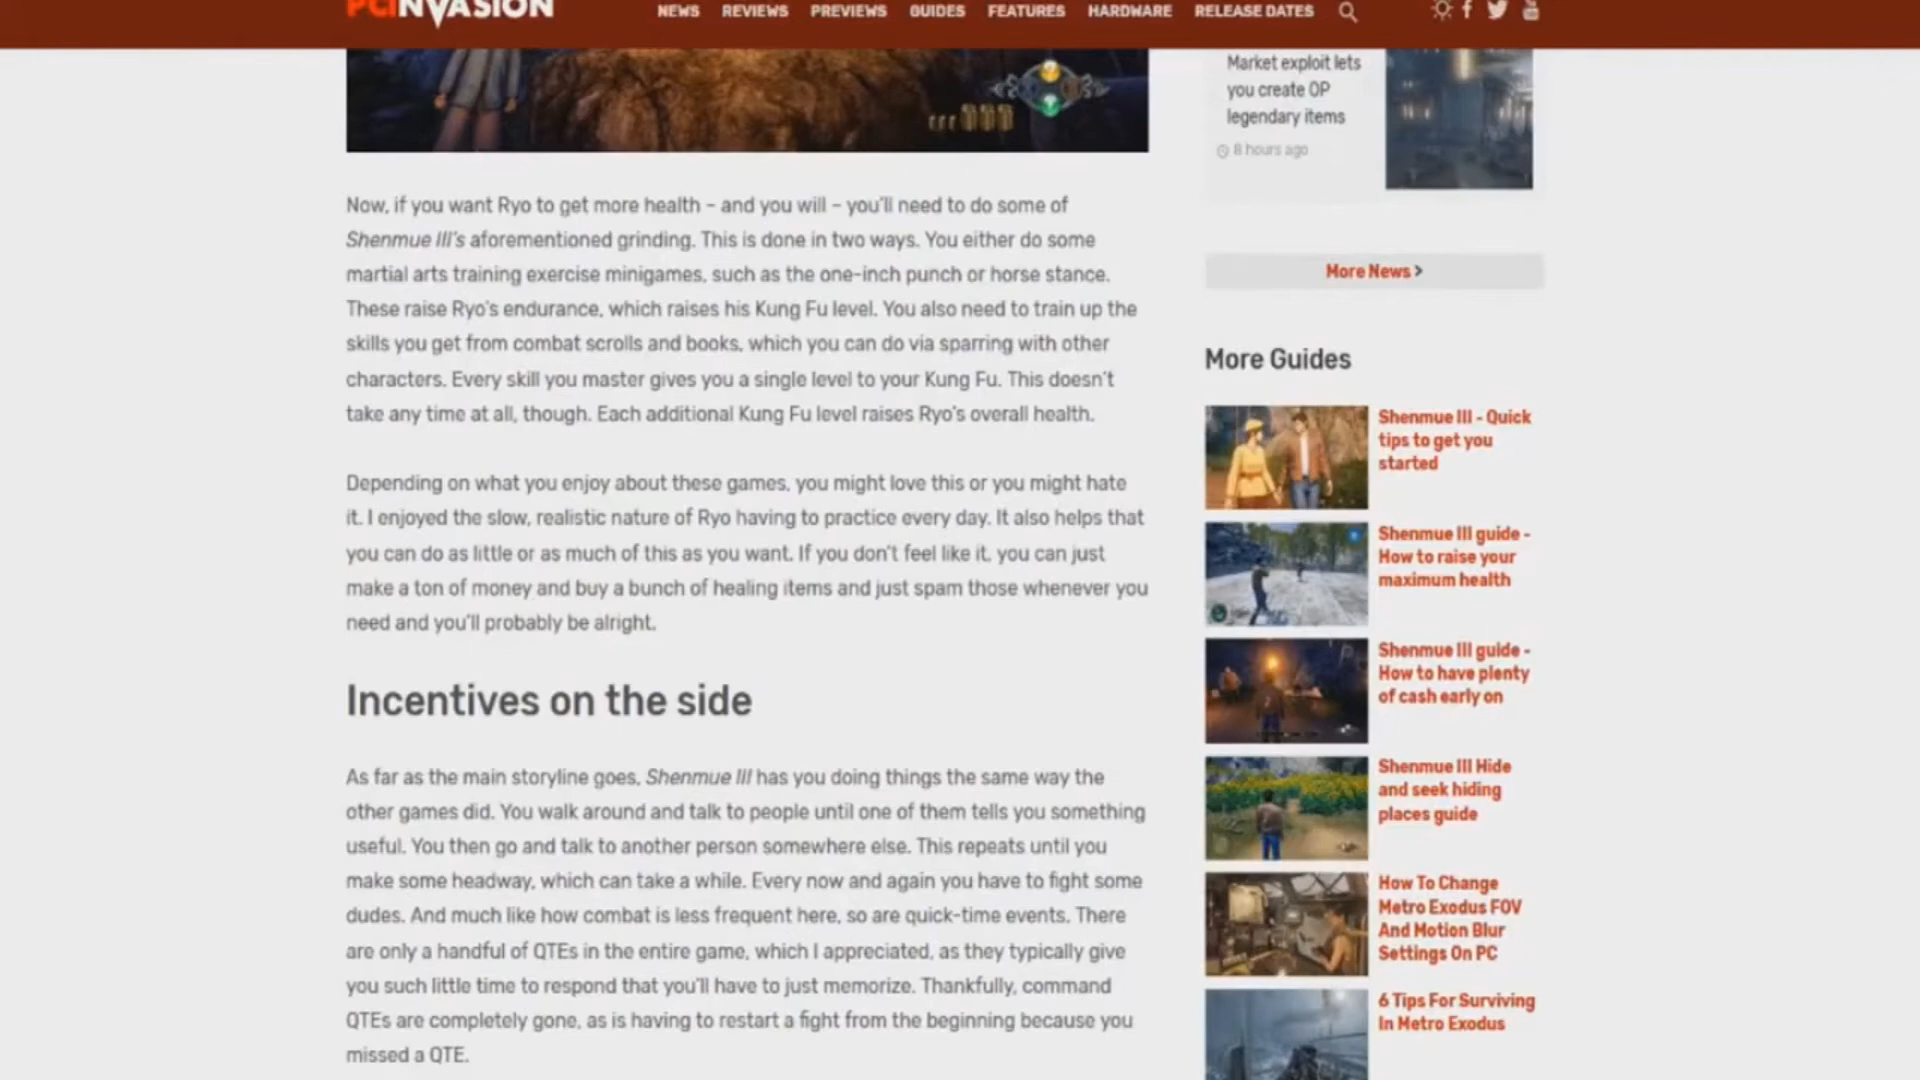 PCINVASION
NEWS REVIEWS PREVIEWS GUIDES FEATURES HARDWARE RELEASE DATES
Market exploit lets
you create OP
legendary items
8 hours ago
Now, if you want Ryo to get more health – and you will – you'll need to do some of
Shenmue III's aforementioned grinding. This is done in two ways. You either do some
martial arts training exercise minigames, such as the one-inch punch or horse stance.
These raise Ryo's endurance, which raises his Kung Fu level. You also need to train up the
skills you get from combat scrolls and books, which you can do via sparring with other
characters. Every skill you master gives you a single level to your Kung Fu. This doesn't
take any time at all, though. Each additional Kung Fu level raises Ryo's overall health.
Depending on what you enjoy about these games, you might love this or you might hate
it. I enjoyed the slow, realistic nature of Ryo having to practice every day. It also helps that
you can do as little or as much of this as you want. If you don't feel like it, you can just
make a ton of money and buy a bunch of healing items and just spam those whenever you
need and you'll probably be alright.
Incentives on the side
As far as the main storyline goes, Shenmue III has you doing things the same way the
other games did. You walk around and talk to people until one of them tells you something
useful. You then go and talk to another person somewhere else. This repeats until you
make some headway, which can take a while. Every now and again you have to fight some
dudes. And much like how combat is less frequent here, so are quick-time events. There
are only a handful of QTEs in the entire game, which I appreciated, as they typically give
you such little time to respond that you'll have to just memorize. Thankfully, command
QTEs are completely gone, as is having to restart a fight from the beginning because you
missed a QTE.
More News >
More Guides
Shenmue III - Quick
tips to get you
started
Shenmue III guide -
How to raise your
maximum health
Shenmue III guide -
How to have plenty
of cash early on
Shenmue III Hide
and seek hiding
places guide
How To Change
Metro Exodus FOV
And Motion Blur
Settings On PC
6 Tips For Surviving
In Metro Exodus